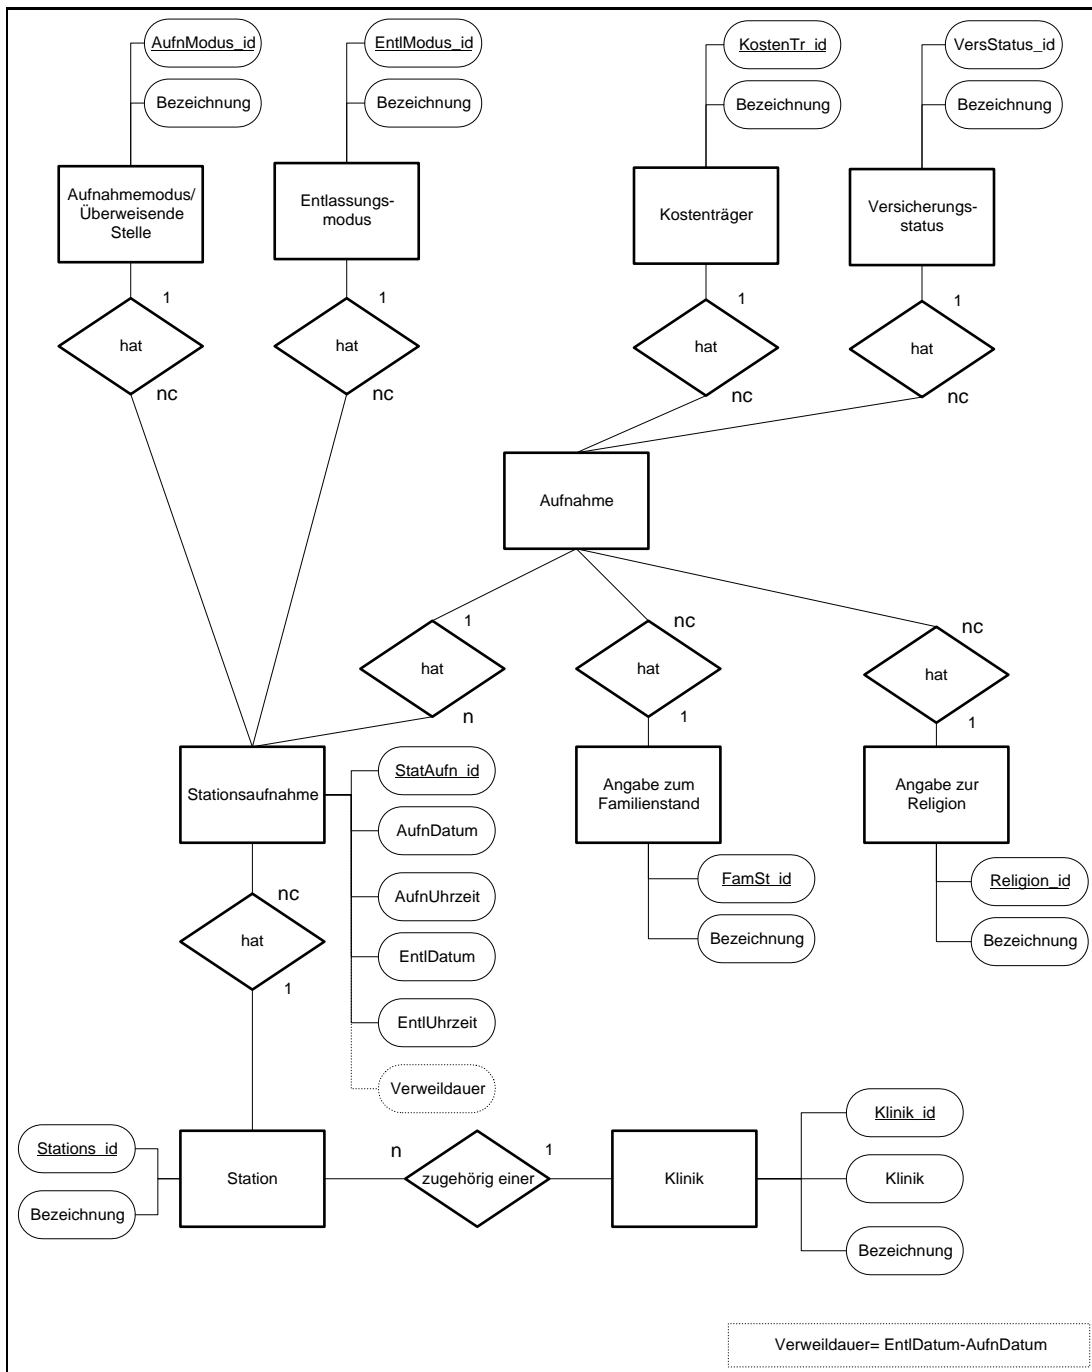 AufnModus_id
EntlModus_id
KostenTr_id
VersStatus_id
Bezeichnung
Bezeichnung
Bezeichnung
Bezeichnung
Aufnahmemodus/
Überweisende
Stelle
Entlassungs-
modus
Kostenträger
Versicherungs-
status
1
1
1
1
hat
hat
hat
hat
nc
nc
nc
nc
Aufnahme
1
nc
nc
hat
hat
hat
n
1
1
Stationsaufnahme
StatAufn_id
AufnDatum
AufnUhrzeit
EntlDatum
EntlUhrzeit
Verweildauer
Angabe zum
Familienstand
FamSt_id
Bezeichnung
Angabe zur
Religion
Religion_id
Bezeichnung
nc
hat
1
Stations_id
Bezeichnung
Station
n
zugehörig einer
1
Klinik
Klinik_id
Klinik
Bezeichnung
Verweildauer= EntlDatum-AufnDatum